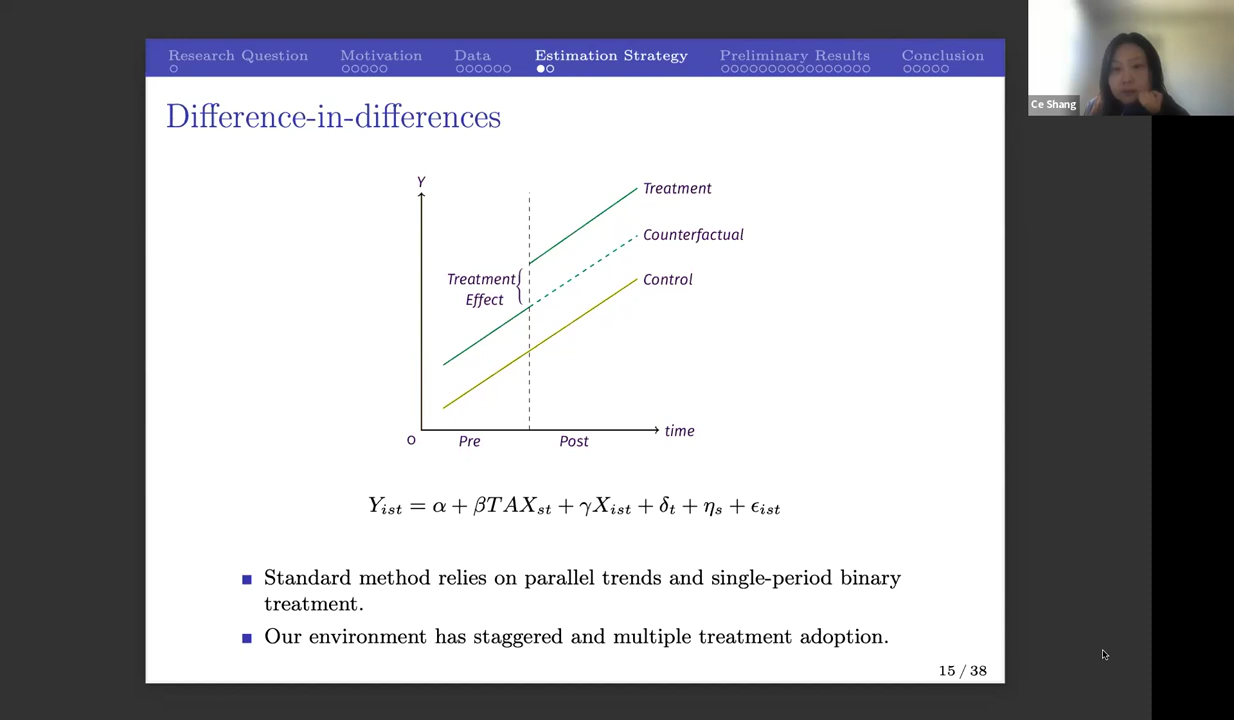 Research Question Motivation Data Estimation Strategy Preliminary Results Conclusion
Ce Shang
Difference-in-differences
Y
Treatment
Counterfactual
Treatment
Effect
Control
O
Pre
Post
time
Y_{ist} = α + βTAX_{st} + γX_{ist} + δ_t + η_s + ϵ_{ist}
Standard method relies on parallel trends and single-period binary
treatment.
Our environment has staggered and multiple treatment adoption.
15 / 38